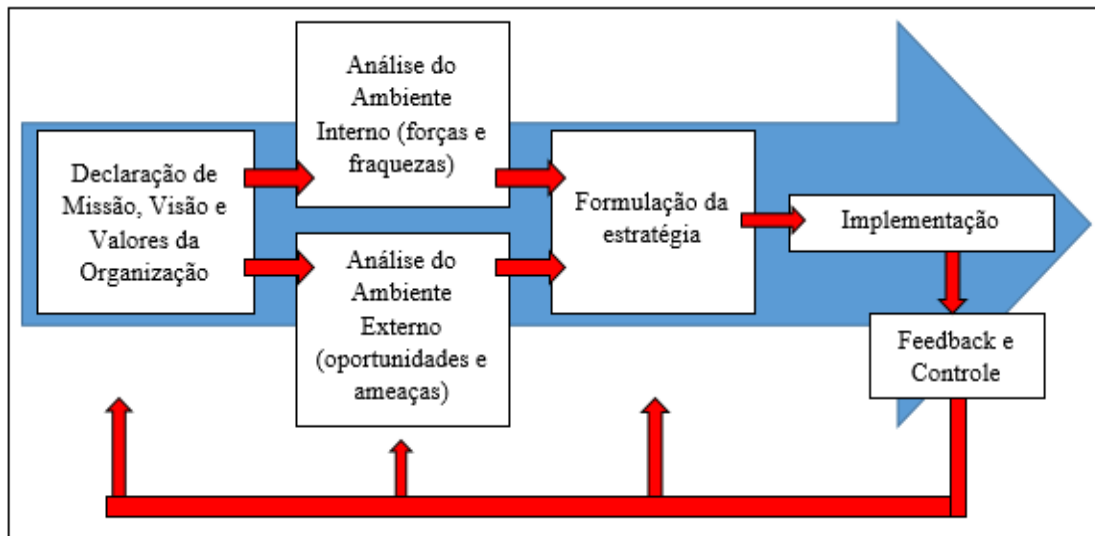 Declaração de
Missão, Visão e
Valores da
Organização
Análise do
Ambiente
Interno (forças e
fraquezas)
Análise do
Ambiente
Externo
(oportunidades e
ameaças)
Formulação da
estratégia
Implementação
Feedback e
Controle